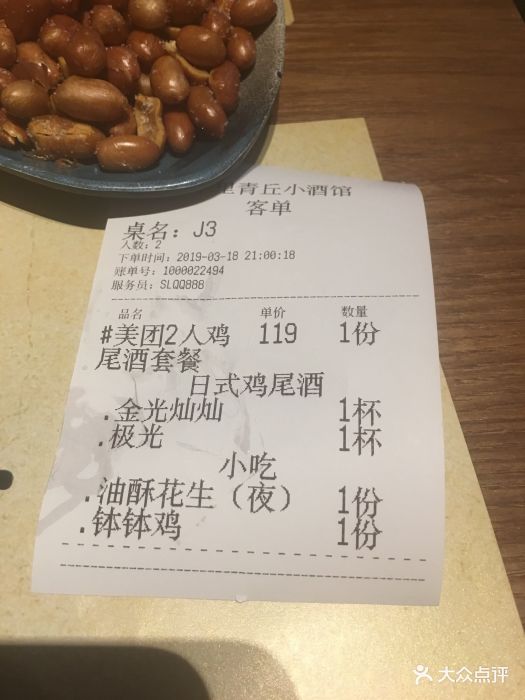 青丘小酒馆
客单
桌名：J3
人数：2
下单时间：2019-03-18 21:00:18
账单号：1000022494
服务员：SLQQ888
品名 单价 数量
#美团2人鸡 119 1份
尾酒套餐
日式鸡尾酒
.金光灿灿 1杯
.极光 1杯
小吃
.油酥花生（夜） 1份
.钵钵鸡 1份
大众点评